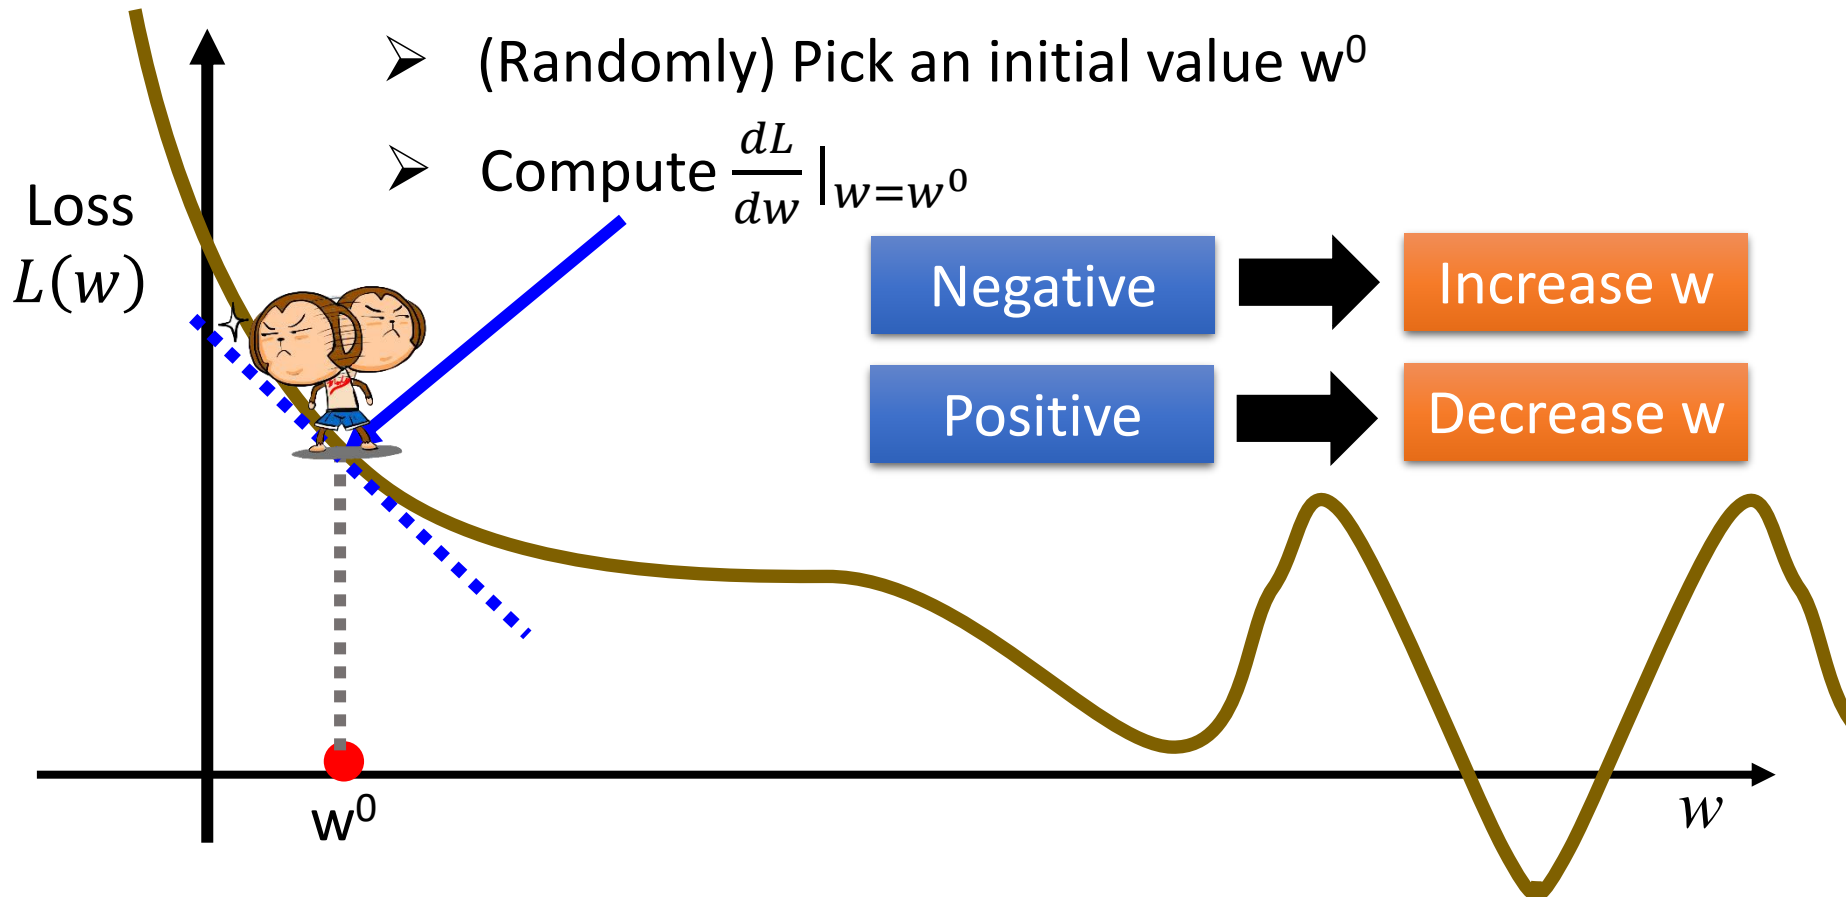 ➢ (Randomly) Pick an initial value w⁰
➢ Compute dL/dw |w=w⁰
Loss
L(w)
Negative
Increase w
Positive
Decrease w
w⁰
w